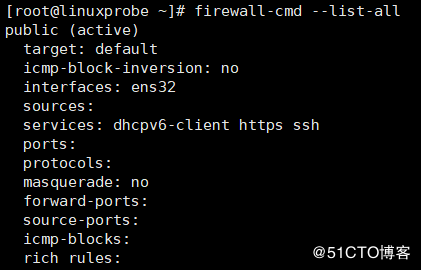 [root@linuxprobe ~]# firewall-cmd --list-all
public (active)
target: default
icmp-block-inversion: no
interfaces: ens32
sources:
services: dhcpv6-client https ssh
ports:
protocols:
masquerade: no
forward-ports:
source-ports:
icmp-blocks:
rich rules:
@51CTO博客